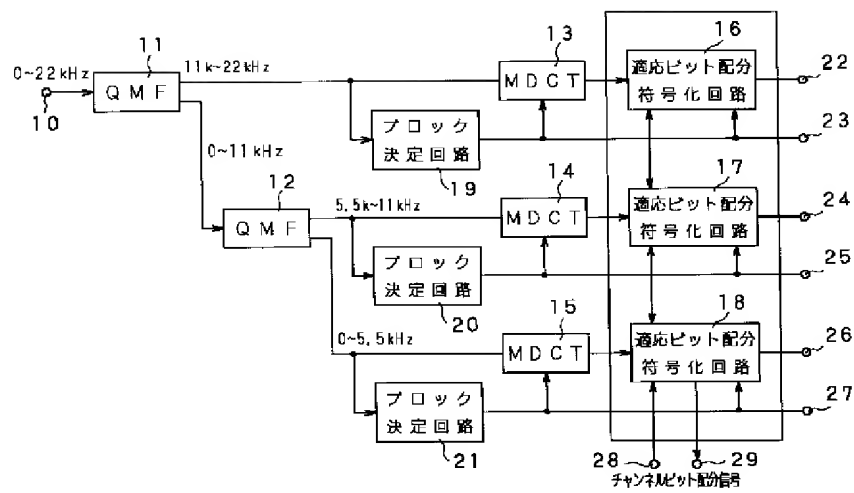 11
0~22kHz
QMF
10
11k~22kHz
0~11kHz
13
MDCT
16
適応ビット配分
符号化回路
22
23
ブロック
決定回路
19
12
QMF
5.5k~11kHz
14
MDCT
17
適応ビット配分
符号化回路
24
25
ブロック
決定回路
20
0~5.5kHz
15
MDCT
18
適応ビット配分
符号化回路
26
27
ブロック
決定回路
21
28
29
チャンネルビット配分信号